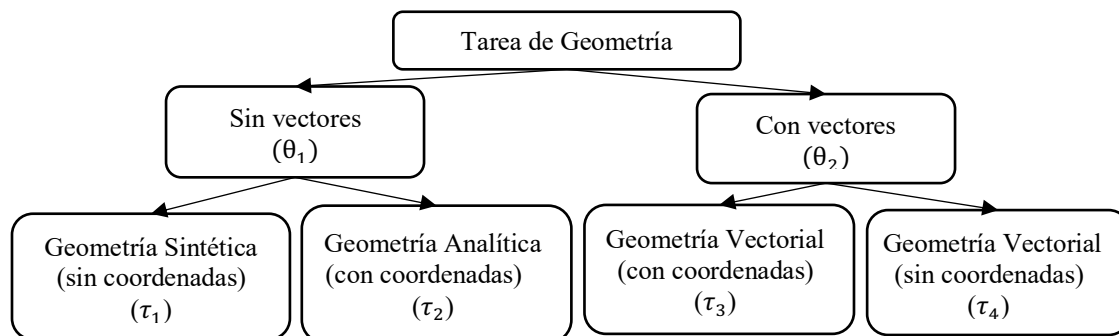 Tarea de Geometría
Sin vectores
(θ₁)
Con vectores
(θ₂)
Geometría Sintética
(sin coordenadas)
(τ₁)
Geometría Analítica
(con coordenadas)
(τ₂)
Geometría Vectorial
(con coordenadas)
(τ₃)
Geometría Vectorial
(sin coordenadas)
(τ₄)